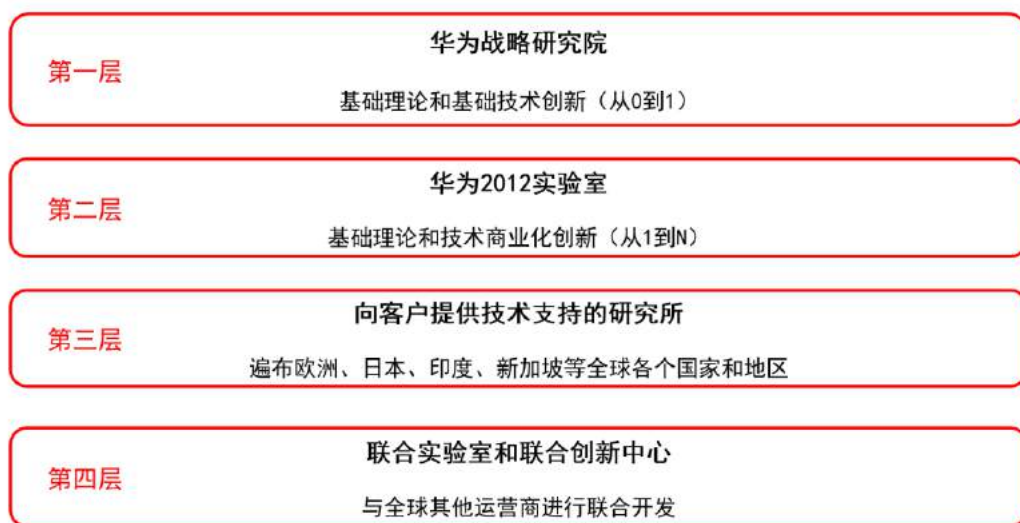 华为战略研究院
第一层
基础理论和基础技术创新（从0到1）
华为2012实验室
第二层
基础理论和技术商业化创新（从1到N）
向客户提供技术支持的研究所
第三层
遍布欧洲、日本、印度、新加坡等全球各个国家和地区
联合实验室和联合创新中心
第四层
与全球其他运营商进行联合开发